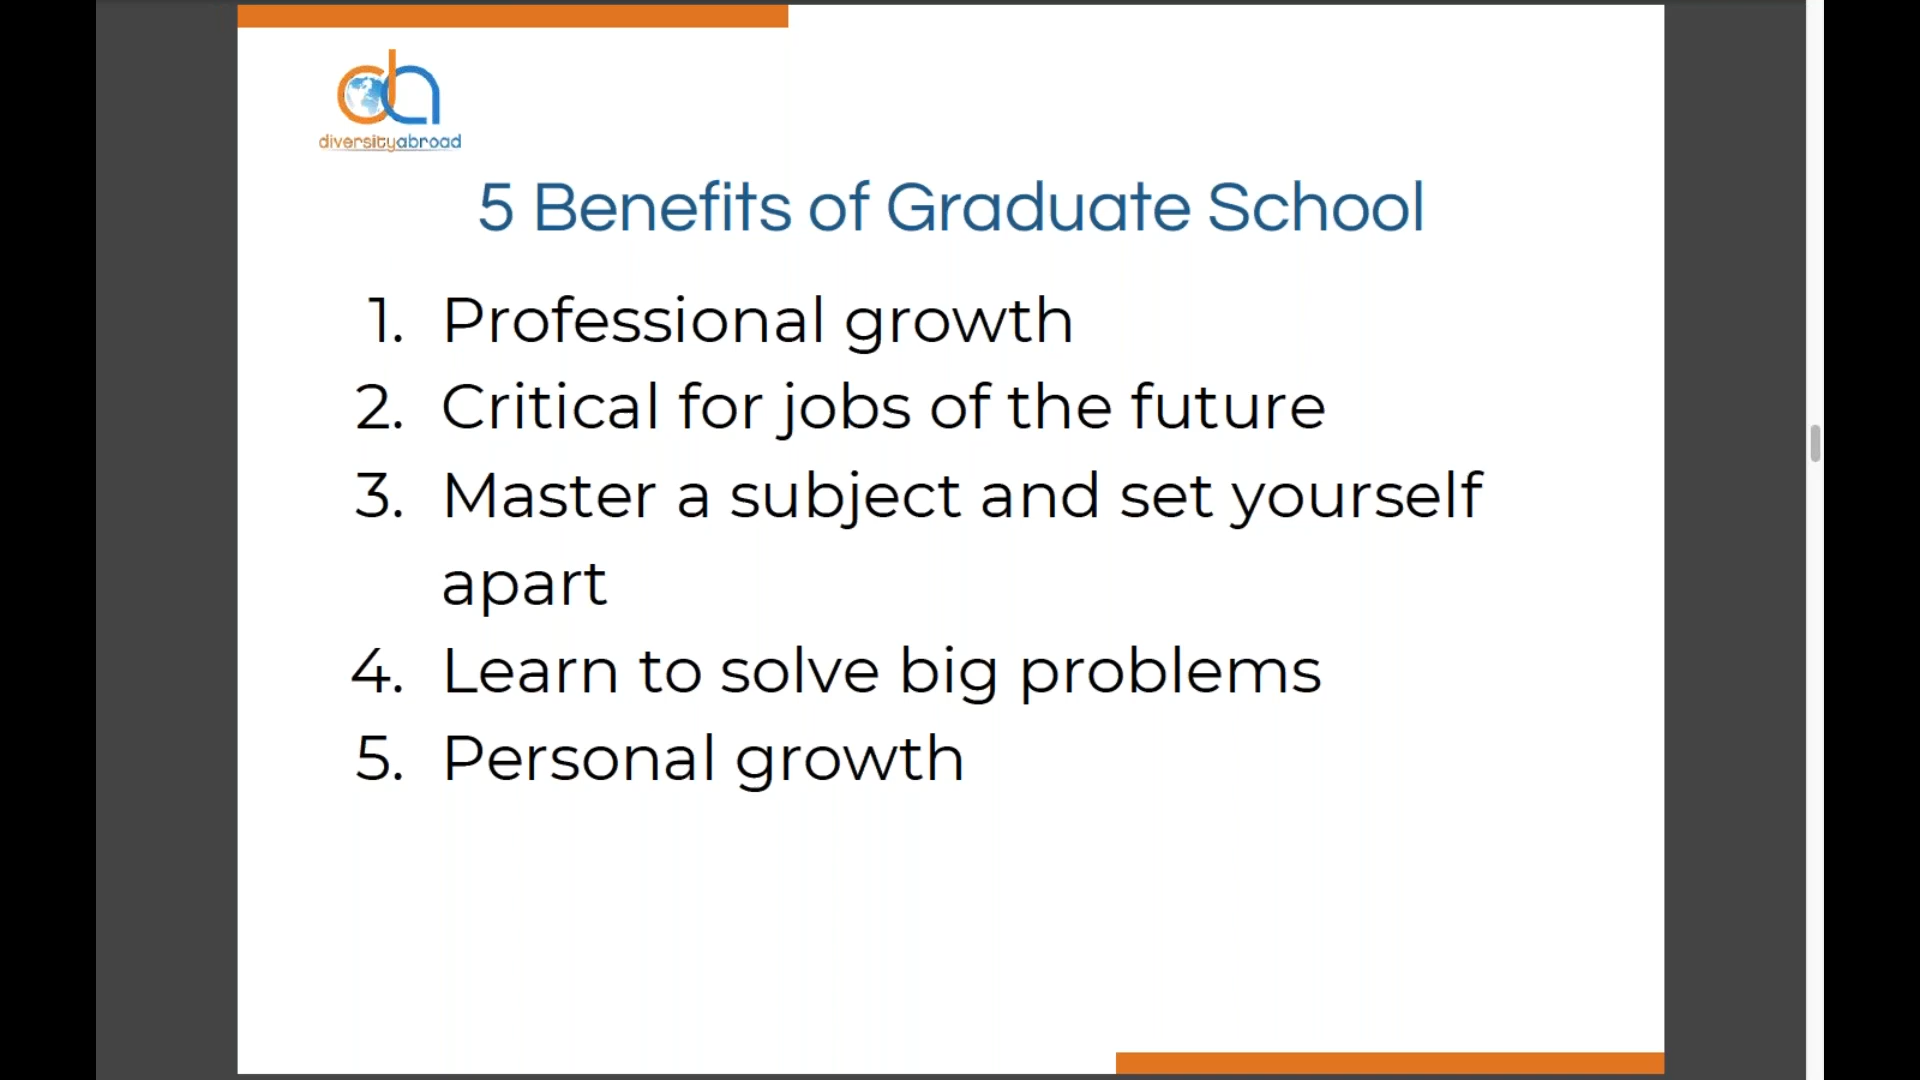 diversityabroad
5 Benefits of Graduate School
1. Professional growth
2. Critical for jobs of the future
3. Master a subject and set yourself
apart
4. Learn to solve big problems
5. Personal growth